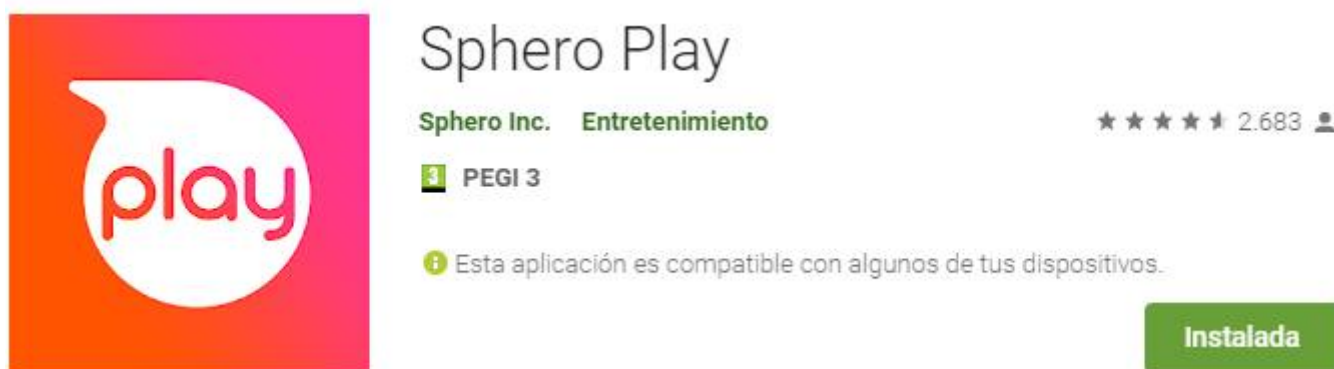 play
Sphero Play
Sphero Inc. Entretenimiento
2.683
3 PEGI 3
Esta aplicación es compatible con algunos de tus dispositivos.
Instalada